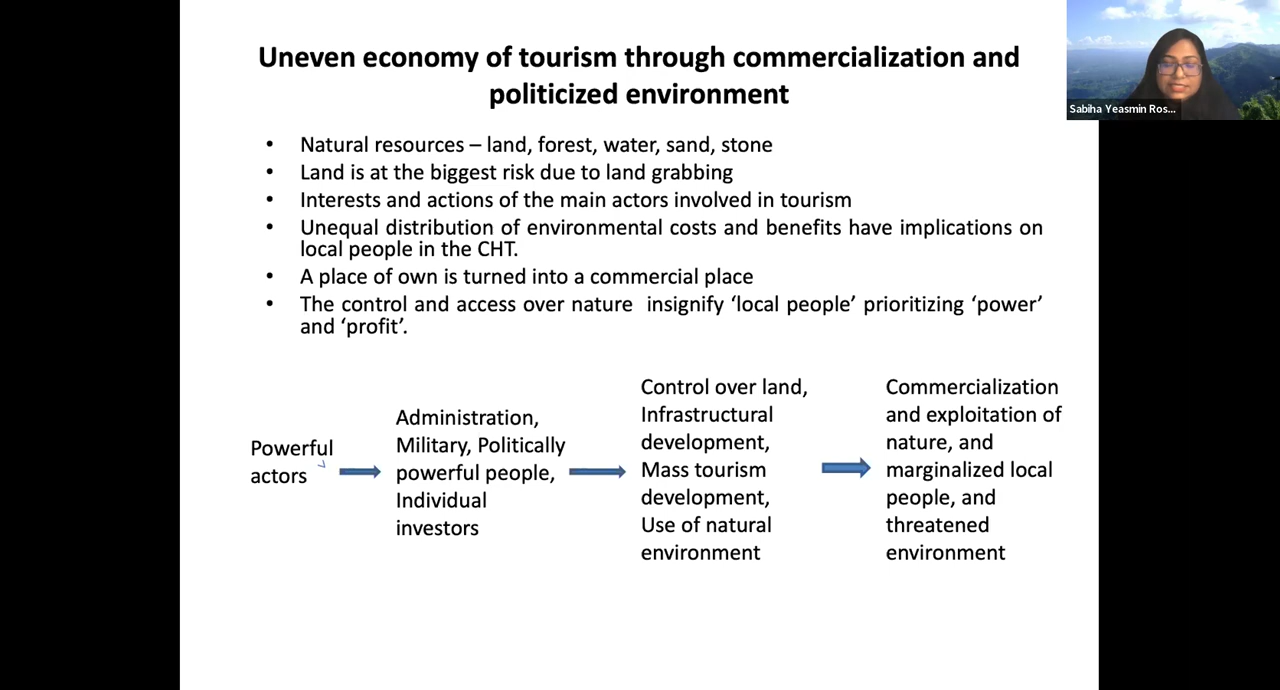 Uneven economy of tourism through commercialization and
politicized environment
Sabiha Yeasmin Ros...
• Natural resources – land, forest, water, sand, stone
• Land is at the biggest risk due to land grabbing
• Interests and actions of the main actors involved in tourism
• Unequal distribution of environmental costs and benefits have implications on
local people in the CHT.
• A place of own is turned into a commercial place
• The control and access over nature insignify ‘local people’ prioritizing ‘power’
and ‘profit’.
Powerful
actors
Administration,
Military, Politically
powerful people,
Individual
investors
Control over land,
Infrastructural
development,
Mass tourism
development,
Use of natural
environment
Commercialization
and exploitation of
nature, and
marginalized local
people, and
threatened
environment